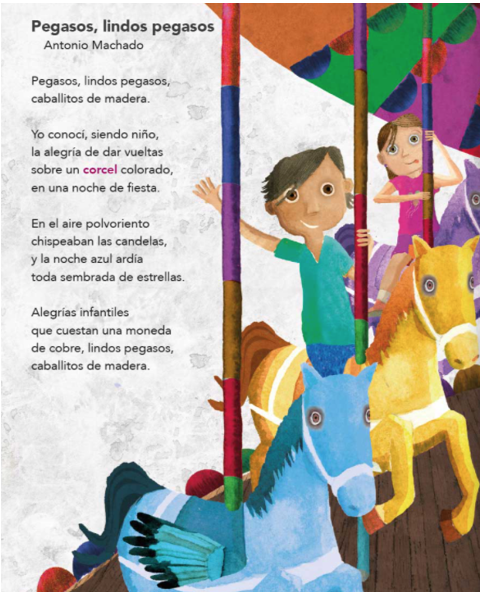 Pegasos, lindos pegasos
Antonio Machado
Pegasos, lindos pegasos,
caballitos de madera.
Yo conocí, siendo niño,
la alegría de dar vueltas
sobre un corcel colorado,
en una noche de fiesta.
En el aire polvoriento
chispeaban las candelas,
y la noche azul ardía
toda sembrada de estrellas.
Alegrías infantiles
que cuestan una moneda
de cobre, lindos pegasos,
caballitos de madera.